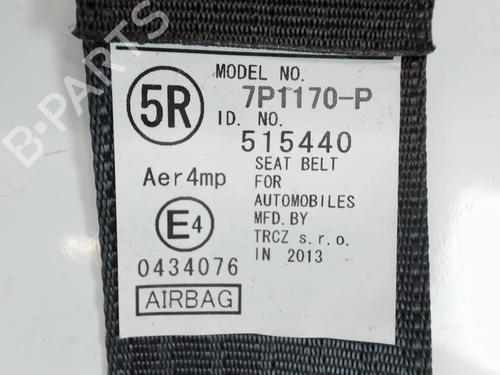 B-PARTS
MODEL NO.
5R
7P1170-P
ID. NO.
515440
SEAT BELT
Aer4mp
FOR
AUTOMOBILES
E4
MFD.BY
TRCZ s.r.o.
0434076
IN 2013
AIRBAG